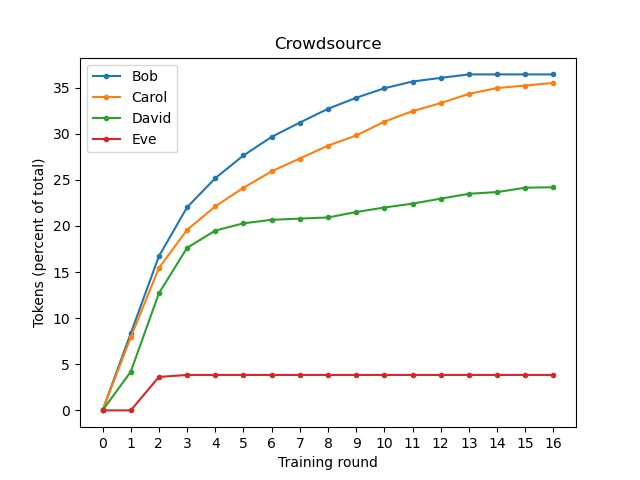 Crowdsource
Bob
Carol
David
Eve
Tokens (percent of total)
35
30
25
20
15
10
5
0
0 1 2 3 4 5 6 7 8 9 10 11 12 13 14 15 16
Training round